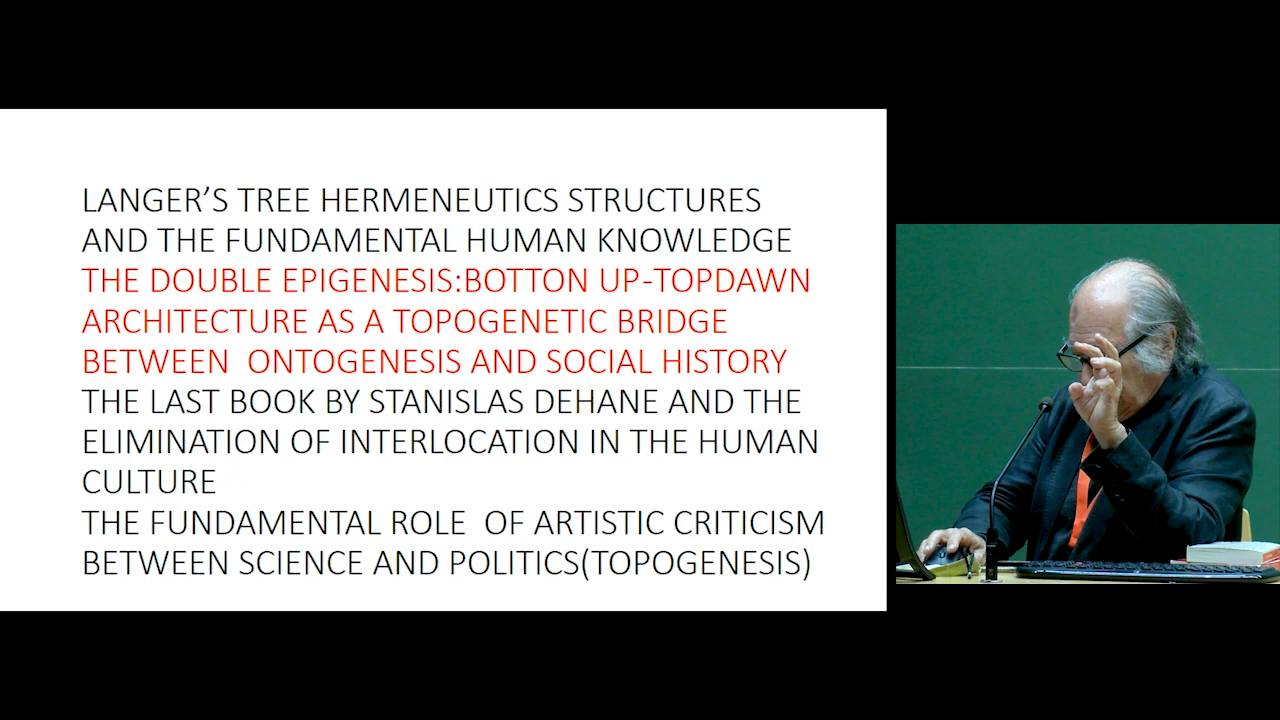 LANGER’S TREE HERMENEUTICS STRUCTURES
AND THE FUNDAMENTAL HUMAN KNOWLEDGE
THE DOUBLE EPIGENESIS:BOTTON UP-TOPDAWN
ARCHITECTURE AS A TOPOGENETIC BRIDGE
BETWEEN  ONTOGENESIS AND SOCIAL HISTORY
THE LAST BOOK BY STANISLAS DEHANE AND THE
ELIMINATION OF INTERLOCATION IN THE HUMAN
CULTURE
THE FUNDAMENTAL ROLE  OF ARTISTIC CRITICISM
BETWEEN SCIENCE AND POLITICS(TOPOGENESIS)